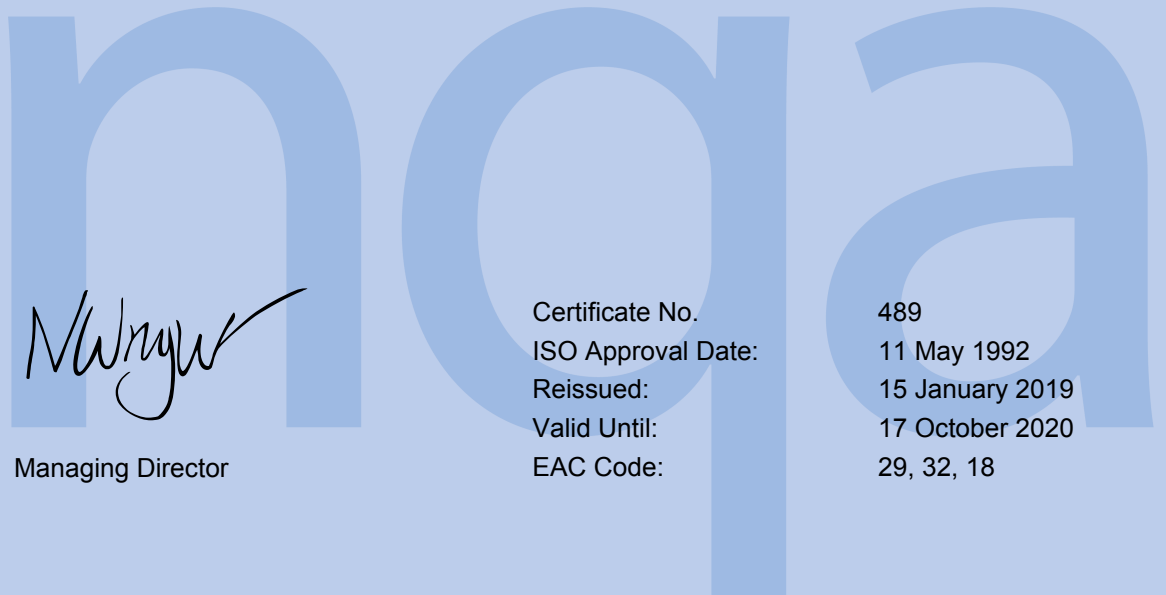 nqa
Certificate No. 489
ISO Approval Date: 11 May 1992
Reissued: 15 January 2019
Valid Until: 17 October 2020
Managing Director EAC Code: 29, 32, 18